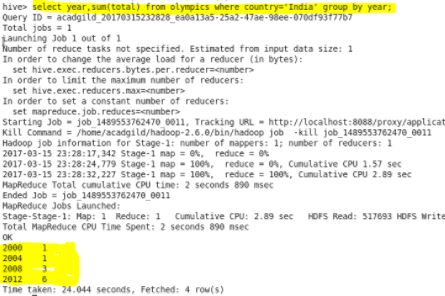 hive> select year,sum(total) from olympics where country='India' group by year;
Query ID = acadgild_20170315232828_ea0a13a5-25a2-47ae-98ee-070df93f77b7
Total jobs = 1
Launching Job 1 out of 1
Number of reduce tasks not specified. Estimated from input data size: 1
In order to change the average load for a reducer (in bytes):
  set hive.exec.reducers.bytes.per.reducer=<number>
In order to limit the maximum number of reducers:
  set hive.exec.reducers.max=<number>
In order to set a constant number of reducers:
  set mapreduce.job.reduces=<number>
Starting Job = job_1489553762470_0011, Tracking URL = http://localhost:8088/proxy/applicat
Kill Command = /home/acadgild/hadoop-2.6.0/bin/hadoop job  -kill job_1489553762470_0011
Hadoop job information for Stage-1: number of mappers: 1; number of reducers: 1
2017-03-15 23:28:17,342 Stage-1 map = 0%,  reduce = 0%
2017-03-15 23:28:24,779 Stage-1 map = 100%,  reduce = 0%, Cumulative CPU 1.57 sec
2017-03-15 23:28:32,227 Stage-1 map = 100%,  reduce = 100%, Cumulative CPU 2.89 sec
MapReduce Total cumulative CPU time: 2 seconds 890 msec
Ended Job = job_1489553762470_0011
MapReduce Jobs Launched:
Stage-Stage-1: Map: 1  Reduce: 1   Cumulative CPU: 2.89 sec   HDFS Read: 517693 HDFS Write
Total MapReduce CPU Time Spent: 2 seconds 890 msec
OK
2000    1
2004    1
2008    3
2012    6
Time taken: 24.044 seconds, Fetched: 4 row(s)